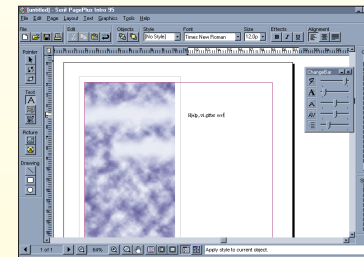 [untitled] - Serif PagePlus Intro 95
File Edit Page Layout Text Graphics Tools Help
File Edit Objects Style Font Size Effects Alignment
[No Style] Times New Roman 12.0p B I U
Pointer
ChangeBar
Text
A
Picture
Drawing
1 of 1 64% Apply style to current object.